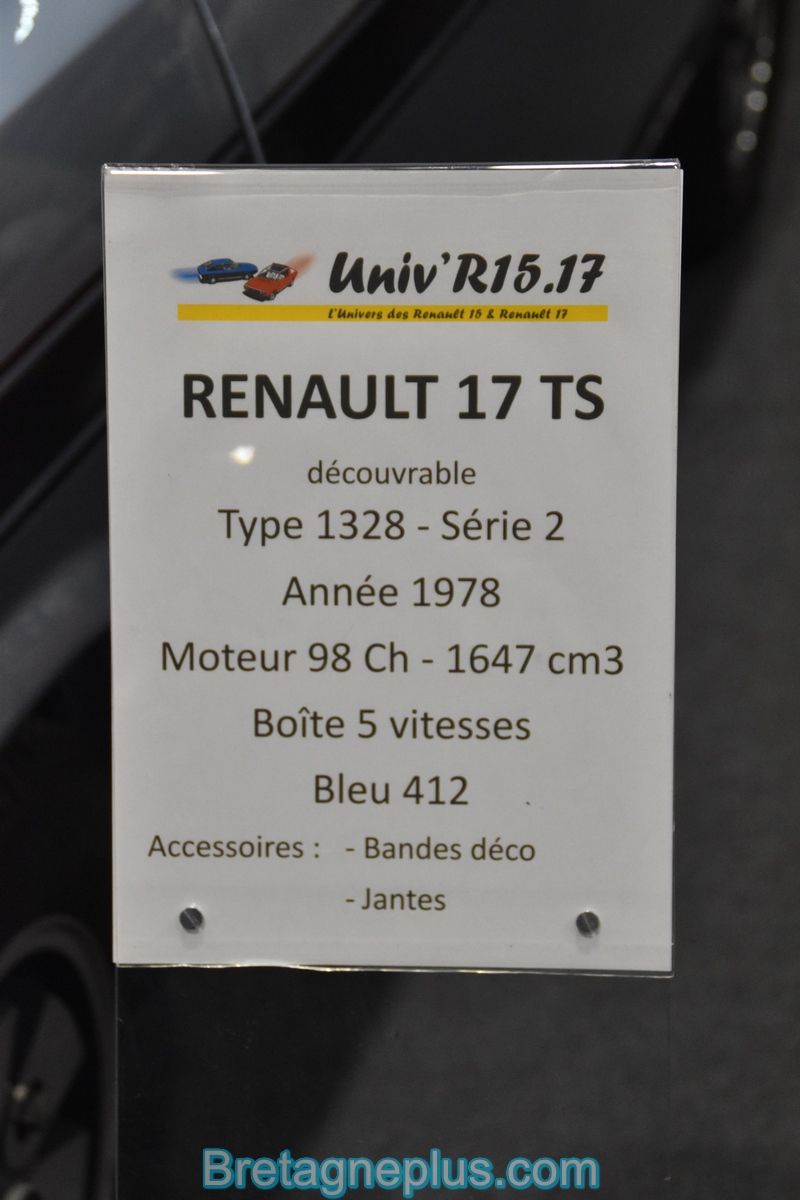 Univ'R15.17
L'Univers des Renault 15 & Renault 17
RENAULT 17 TS
découvrable
Type 1328 - Série 2
Année 1978
Moteur 98 Ch - 1647 cm3
Boîte 5 vitesses
Bleu 412
Accessoires : - Bandes déco
- Jantes
Bretagneplus.com